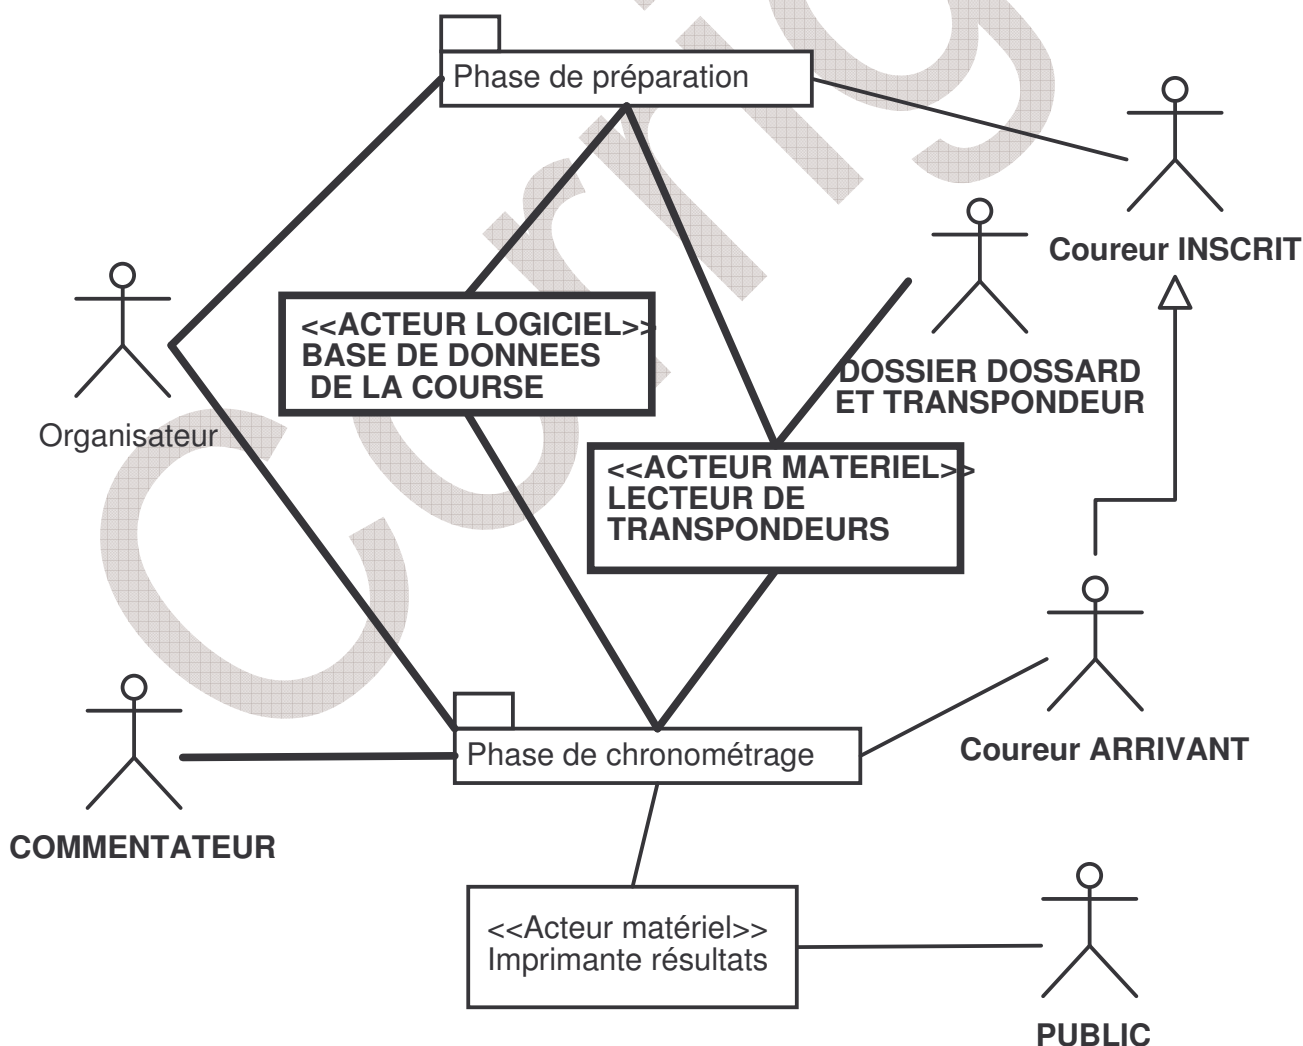 Phase de préparation
Coureur INSCRIT
<<ACTEUR LOGICIEL>>
BASE DE DONNEES
DE LA COURSE
DOSSIER DOSSARD
ET TRANSPONDEUR
Organisateur
<<ACTEUR MATERIEL>>
LECTEUR DE
TRANSPONDEURS
Phase de chronométrage
Coureur ARRIVANT
COMMENTATEUR
<<Acteur matériel>>
Imprimante résultats
PUBLIC